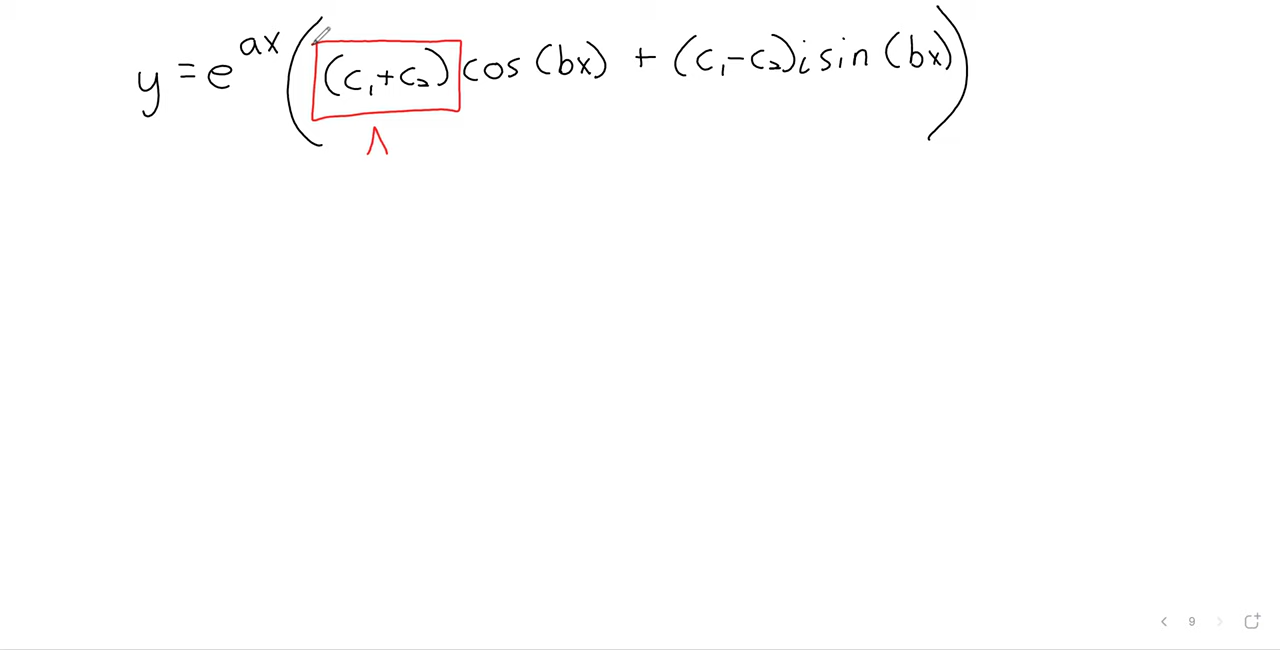 y = e^{ax} ( (c₁+c₂) cos (bx) + (c₁-c₂) i sin (bx) )
Λ
9